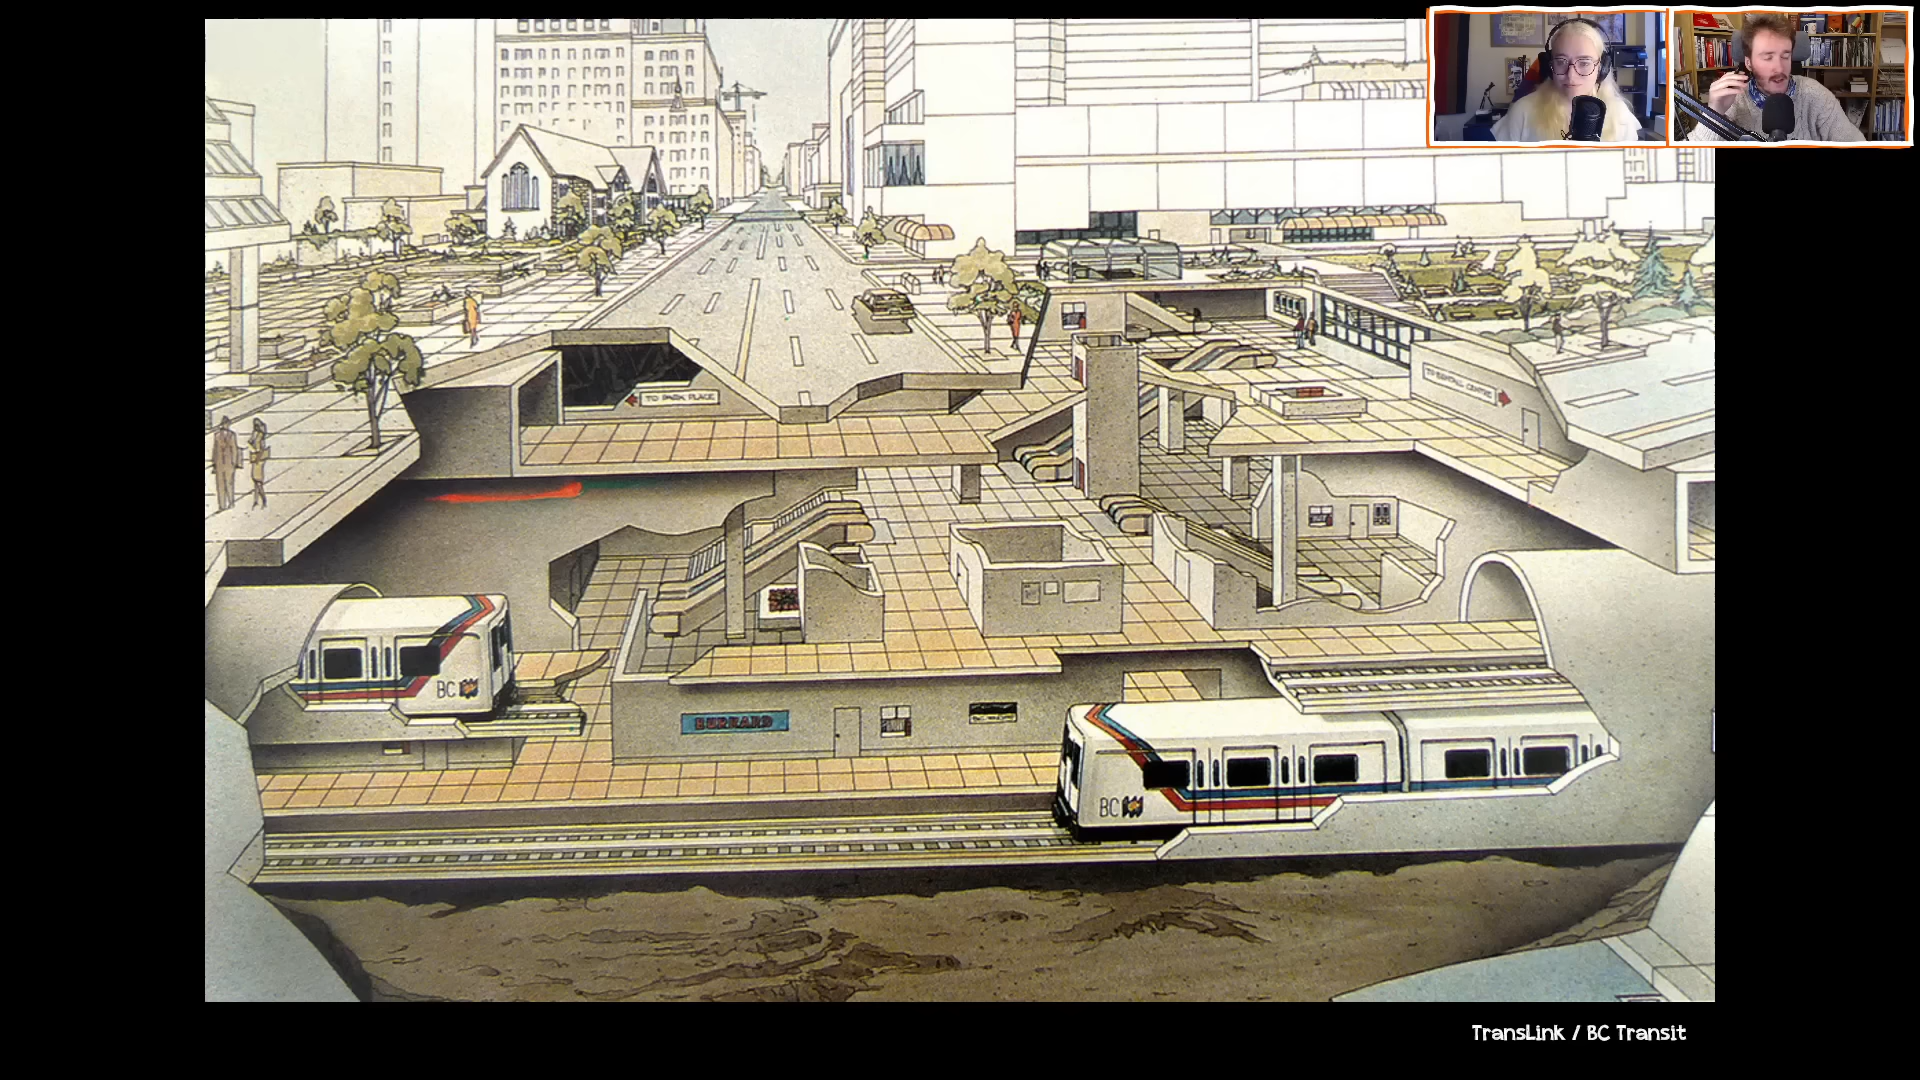 TO PARK PLACE
TO BENTALL CENTRE
BC
BURRARD
BC
TransLink / BC Transit